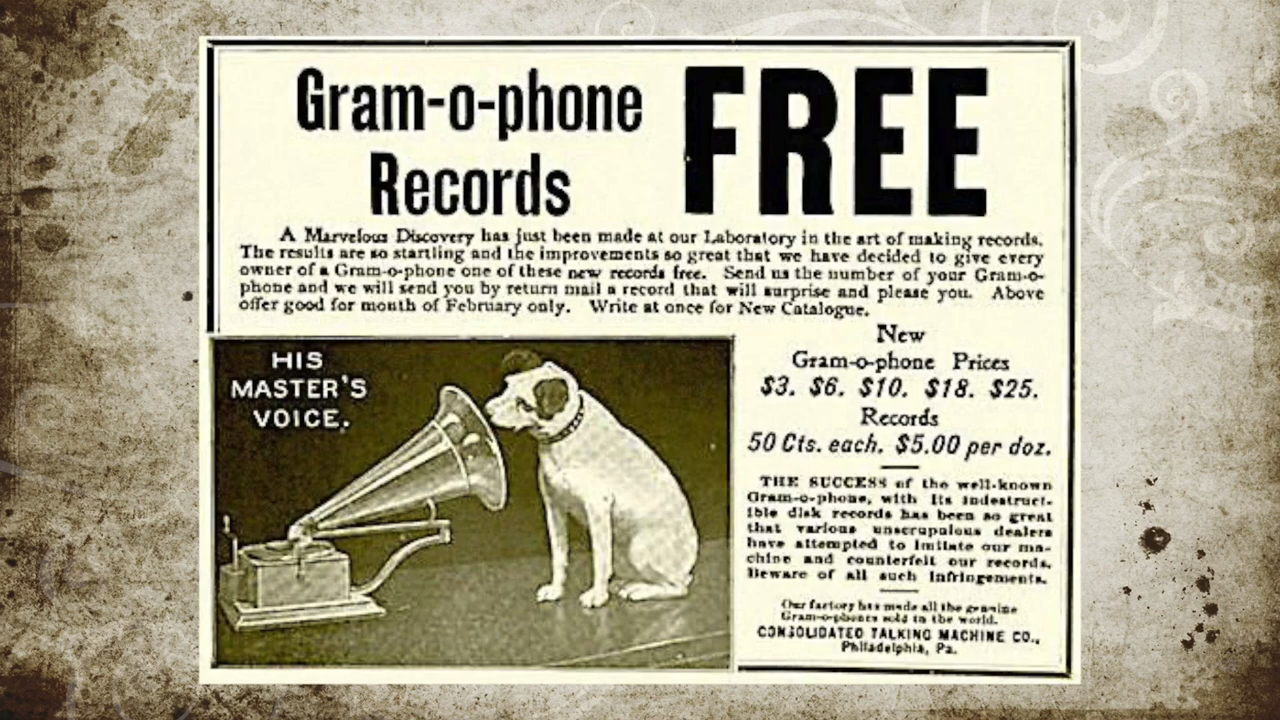 Gram-o-phone
Records
FREE
A Marvelous Discovery has just been made at our Laboratory in the art of making records.
The results are so startling and the improvements so great that we have decided to give every
owner of a Gram-o-phone one of these new records free. Send us the number of your Gram-o-
phone and we will send you by return mail a record that will surprise and please you. Above
offer good for month of February only. Write at once for New Catalogue.
HIS
MASTER'S
VOICE.
New
Gram-o-phone Prices
$3. $6. $10. $18. $25.
Records
50 Cts. each. $5.00 per doz.
THE SUCCESS of the well-known
Gram-o-phone, with its indestruct-
ible disk records has been so great
that various unscrupulous dealers
have attempted to imitate our ma-
chine and counterfeit our records.
Beware of all such infringements.
Our factory has made all the genuine
Gram-o-phones sold in the world.
CONSOLIDATED TALKING MACHINE CO.,
Philadelphia, Pa.